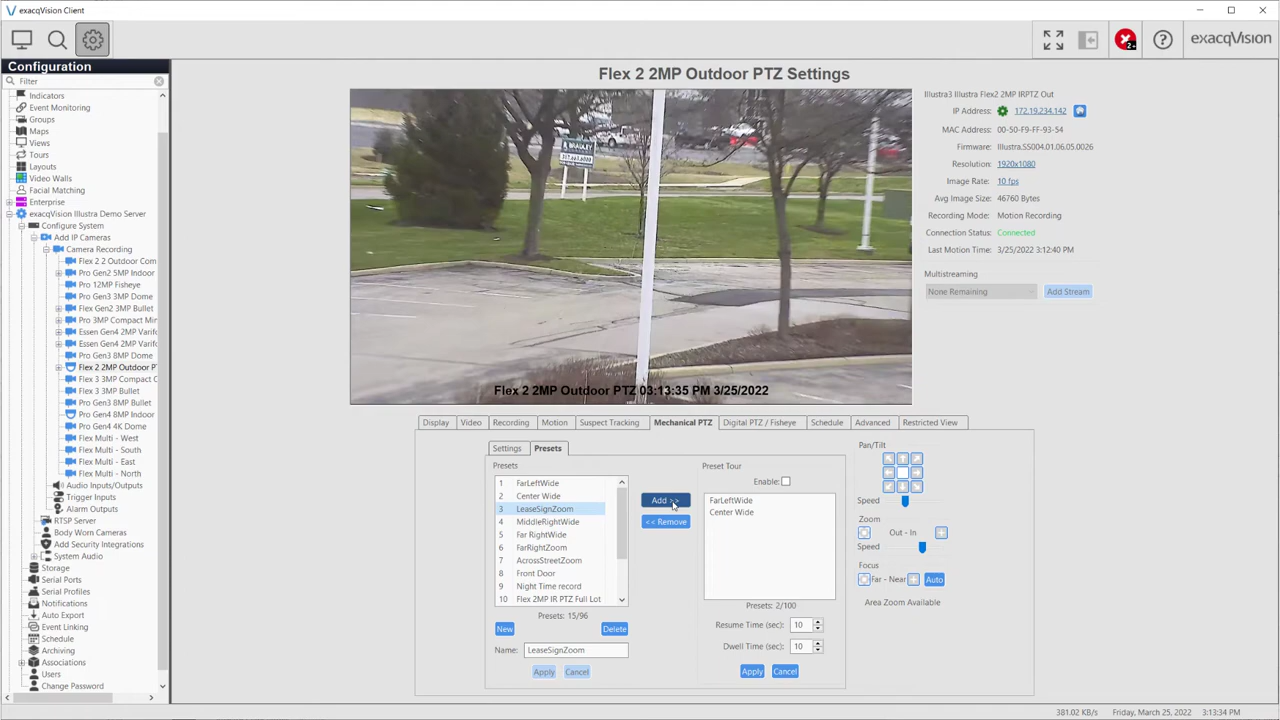 exacqVision Client
exacqVision
Configuration
Filter
Indicators
Event Monitoring
Groups
Maps
Views
Tours
Layouts
Video Walls
Facial Matching
Enterprise
exacqVision Illustra Demo Server
Configure System
Add IP Cameras
Camera Recording
Flex 2 2 Outdoor Com
Pro Gen2 5MP Indoor
Pro 12MP Fisheye
Pro Gen3 3MP Dome
Flex Gen2 3MP Bullet
Pro 3MP Compact Min
Essen Gen4 2MP Varifo
Essen Gen4 2MP Varifo
Pro Gen3 8MP Dome
Flex 2 2MP Outdoor PT
Flex 3 3MP Compact C
Flex 3 3MP Bullet
Pro Gen3 8MP Bullet
Pro Gen4 8MP Indoor
Pro Gen4 4K Dome
Flex Multi - West
Flex Multi - South
Flex Multi - East
Flex Multi - North
Audio Inputs/Outputs
Trigger Inputs
Alarm Outputs
RTSP Server
Body Worn Cameras
Add Security Integrations
System Audio
Storage
Serial Ports
Serial Profiles
Notifications
Auto Export
Event Linking
Schedule
Archiving
Associations
Users
Change Password
Flex 2 2MP Outdoor PTZ Settings
BRADLEY
Flex 2 2MP Outdoor PTZ 03:13:35 PM 3/25/2022
Illustra3 Illustra Flex2 2MP IRPTZ Out
IP Address: 172.19.234.142
MAC Address: 00-50-F9-FF-93-54
Firmware: Illustra.SS004.01.06.05.0026
Resolution: 1920x1080
Image Rate: 10 fps
Avg Image Size: 46760 Bytes
Recording Mode: Motion Recording
Connection Status: Connected
Last Motion Time: 3/25/2022 3:12:40 PM
Multistreaming
None Remaining Add Stream
Display Video Recording Motion Suspect Tracking Mechanical PTZ Digital PTZ / Fisheye Schedule Advanced Restricted View
Settings Presets
Presets
1 FarLeftWide
2 Center Wide
3 LeaseSignZoom
4 MiddleRightWide
5 Far RightWide
6 FarRightZoom
7 AcrossStreetZoom
8 Front Door
9 Night Time record
10 Flex 2MP IR PTZ Full Lot
Presets: 15/96
New Delete
Name: LeaseSignZoom
Apply Cancel
Add >>
<< Remove
Preset Tour
Enable:
FarLeftWide
Center Wide
Presets: 2/100
Resume Time (sec): 10
Dwell Time (sec): 10
Apply Cancel
Pan/Tilt
Speed
Zoom
Out - In
Speed
Focus
Far - Near Auto
Area Zoom Available
381.02 KB/s Friday, March 25, 2022 3:13:34 PM